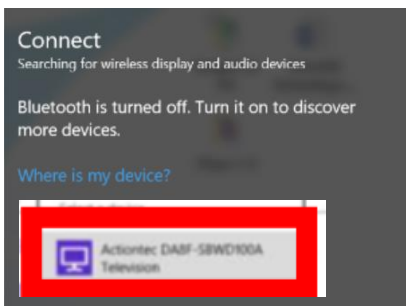 Connect
Searching for wireless display and audio devices
Bluetooth is turned off. Turn it on to discover
more devices.
Where is my device?
Actiontec DABF-SBWD100A
Television